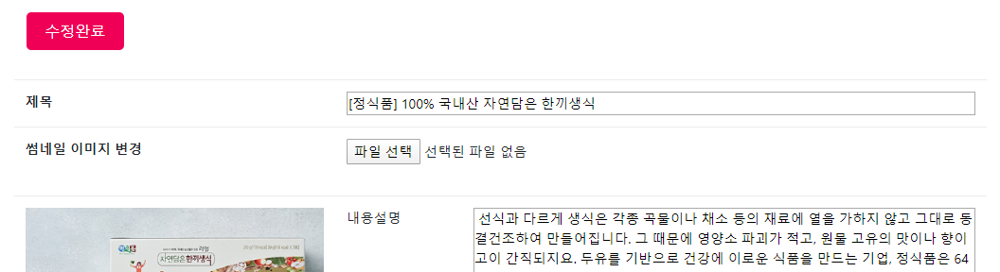 수정완료
제목
[정식품] 100% 국내산 자연담은 한끼생식
썸네일 이미지 변경
파일 선택 선택된 파일 없음
내용설명
선식과 다르게 생식은 각종 곡물이나 채소 등의 재료에 열을 가하지 않고 그대로 동
결건조하여 만들어집니다. 그 때문에 영양소 파괴가 적고, 원물 고유의 맛이나 향이
고이 간직되지요. 두유를 기반으로 건강에 이로운 식품을 만드는 기업, 정식품은 64
자연담은한끼생식